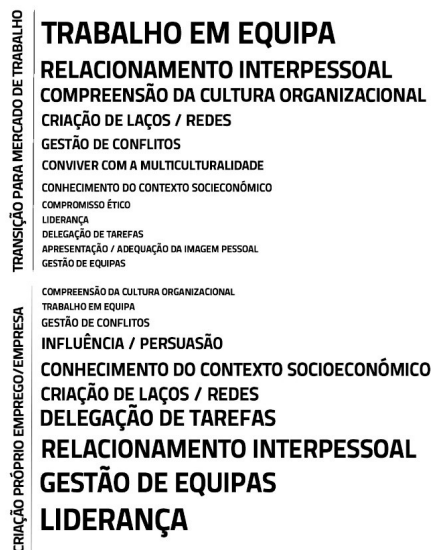 TRANSIÇÃO PARA MERCADO DE TRABALHO
TRABALHO EM EQUIPA
RELACIONAMENTO INTERPESSOAL
COMPREENSÃO DA CULTURA ORGANIZACIONAL
CRIAÇÃO DE LAÇOS / REDES
GESTÃO DE CONFLITOS
CONVIVER COM A MULTICULTURALIDADE
CONHECIMENTO DO CONTEXTO SOCIECONÓMICO
COMPROMISSO ÉTICO
LIDERANÇA
DELEGAÇÃO DE TAREFAS
APRESENTAÇÃO / ADEQUAÇÃO DA IMAGEM PESSOAL
GESTÃO DE EQUIPAS
CRIAÇÃO PRÓPRIO EMPREGO/EMPRESA
COMPREENSÃO DA CULTURA ORGANIZACIONAL
TRABALHO EM EQUIPA
GESTÃO DE CONFLITOS
INFLUÊNCIA / PERSUASÃO
CONHECIMENTO DO CONTEXTO SOCIOECONÓMICO
CRIAÇÃO DE LAÇOS / REDES
DELEGAÇÃO DE TAREFAS
RELACIONAMENTO INTERPESSOAL
GESTÃO DE EQUIPAS
LIDERANÇA